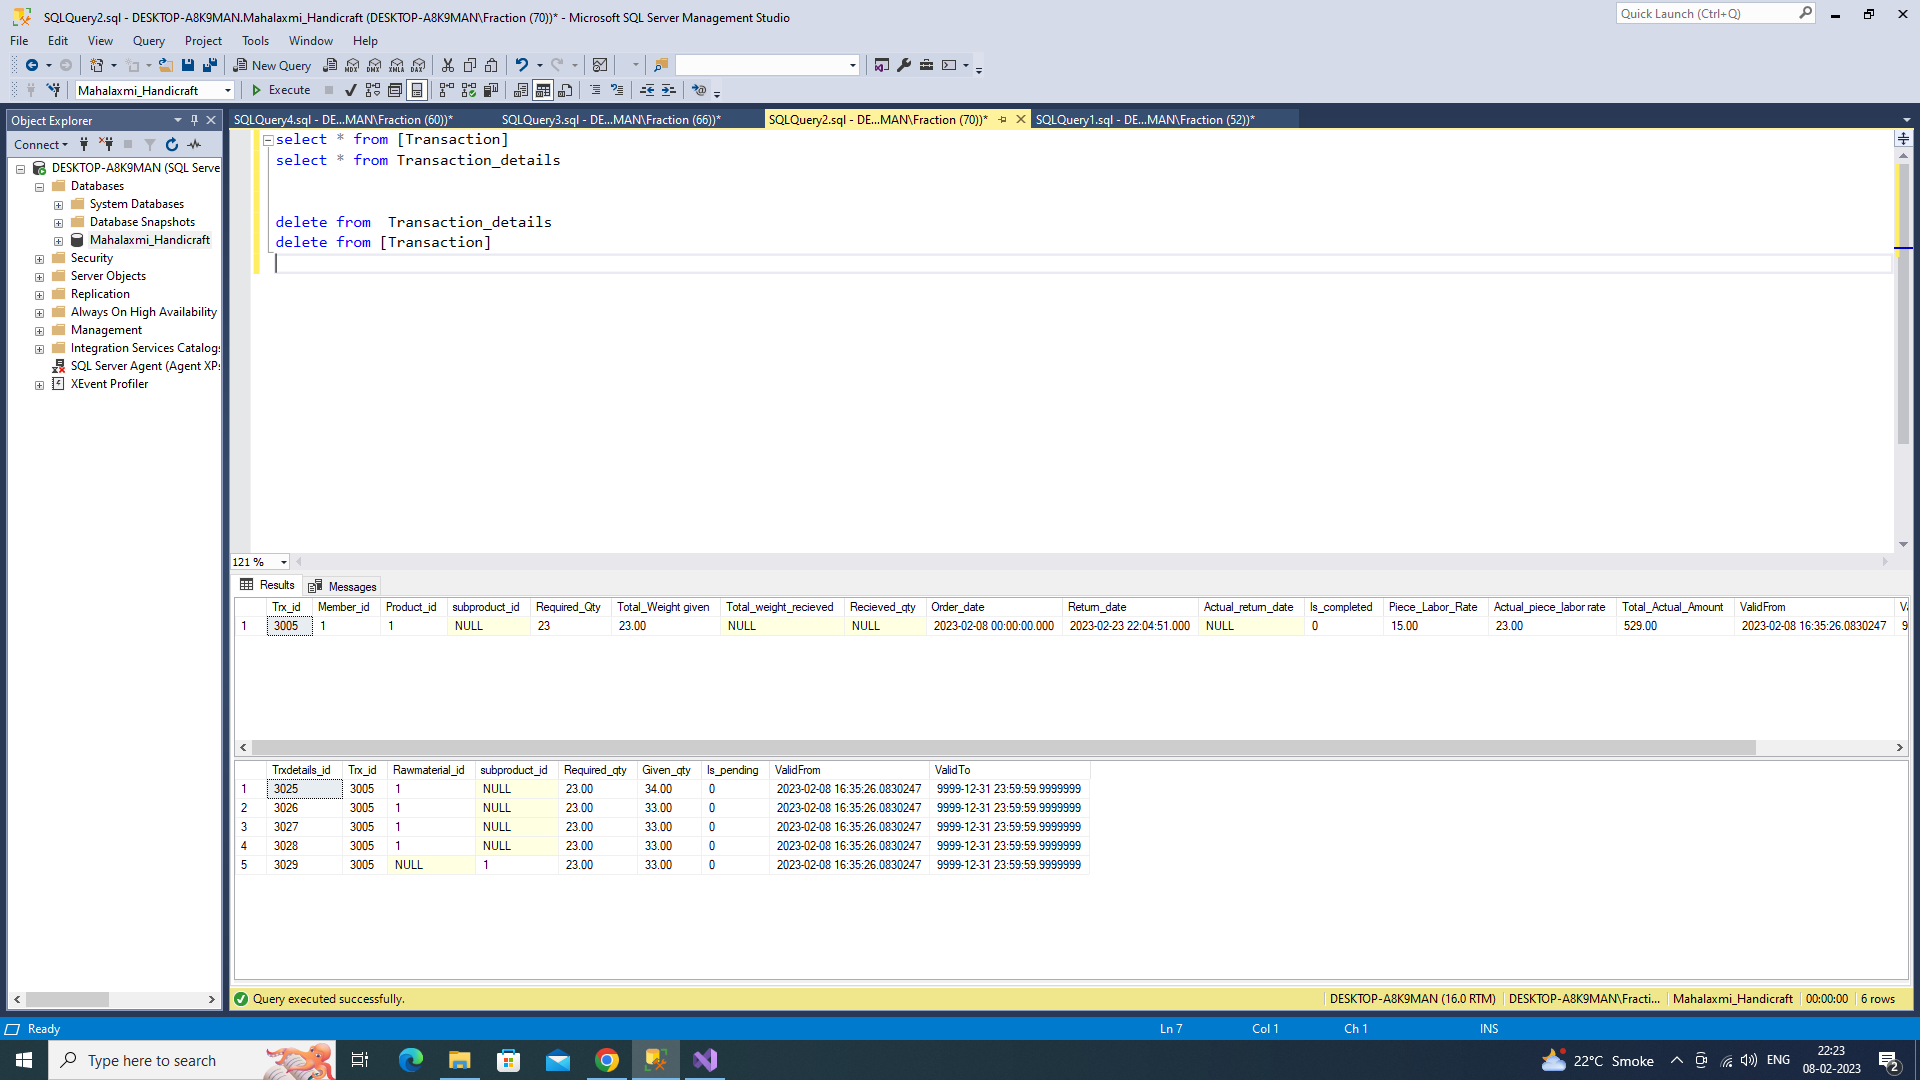 SQLQuery2.sql - DESKTOP-A8K9MAN.Mahalaxmi_Handicraft (DESKTOP-A8K9MAN\Fraction (70))* - Microsoft SQL Server Management Studio
Quick Launch (Ctrl+Q)
File Edit View Query Project Tools Window Help
New Query
Mahalaxmi_Handicraft Execute
Object Explorer
SQLQuery4.sql - DE...MAN\Fraction (60))* SQLQuery3.sql - DE...MAN\Fraction (66))* SQLQuery2.sql - DE...MAN\Fraction (70))* SQLQuery1.sql - DE...MAN\Fraction (52))*
Connect
DESKTOP-A8K9MAN (SQL Serve
Databases
System Databases
Database Snapshots
Mahalaxmi_Handicraft
Security
Server Objects
Replication
Always On High Availability
Management
Integration Services Catalogs
SQL Server Agent (Agent XPs
XEvent Profiler
select * from [Transaction]
select * from Transaction_details
delete from  Transaction_details
delete from [Transaction]
121 %
Results Messages
Trx_id Member_id Product_id subproduct_id Required_Qty Total_Weight given Total_weight_recieved Recieved_qty Order_date Return_date Actual_return_date Is_completed Piece_Labor_Rate Actual_piece_labor rate Total_Actual_Amount ValidFrom Va
1 3005 1 1 NULL 23 23.00 NULL NULL 2023-02-08 00:00:00.000 2023-02-23 22:04:51.000 NULL 0 15.00 23.00 529.00 2023-02-08 16:35:26.0830247 9
Trxdetails_id Trx_id Rawmaterial_id subproduct_id Required_qty Given_qty Is_pending ValidFrom ValidTo
1 3025 3005 1 NULL 23.00 34.00 0 2023-02-08 16:35:26.0830247 9999-12-31 23:59:59.9999999
2 3026 3005 1 NULL 23.00 33.00 0 2023-02-08 16:35:26.0830247 9999-12-31 23:59:59.9999999
3 3027 3005 1 NULL 23.00 33.00 0 2023-02-08 16:35:26.0830247 9999-12-31 23:59:59.9999999
4 3028 3005 1 NULL 23.00 33.00 0 2023-02-08 16:35:26.0830247 9999-12-31 23:59:59.9999999
5 3029 3005 NULL 1 23.00 33.00 0 2023-02-08 16:35:26.0830247 9999-12-31 23:59:59.9999999
Query executed successfully. DESKTOP-A8K9MAN (16.0 RTM) DESKTOP-A8K9MAN\Fracti... Mahalaxmi_Handicraft 00:00:00 6 rows
Ready Ln 7 Col 1 Ch 1 INS
Type here to search 22°C Smoke ENG 22:23
08-02-2023 2